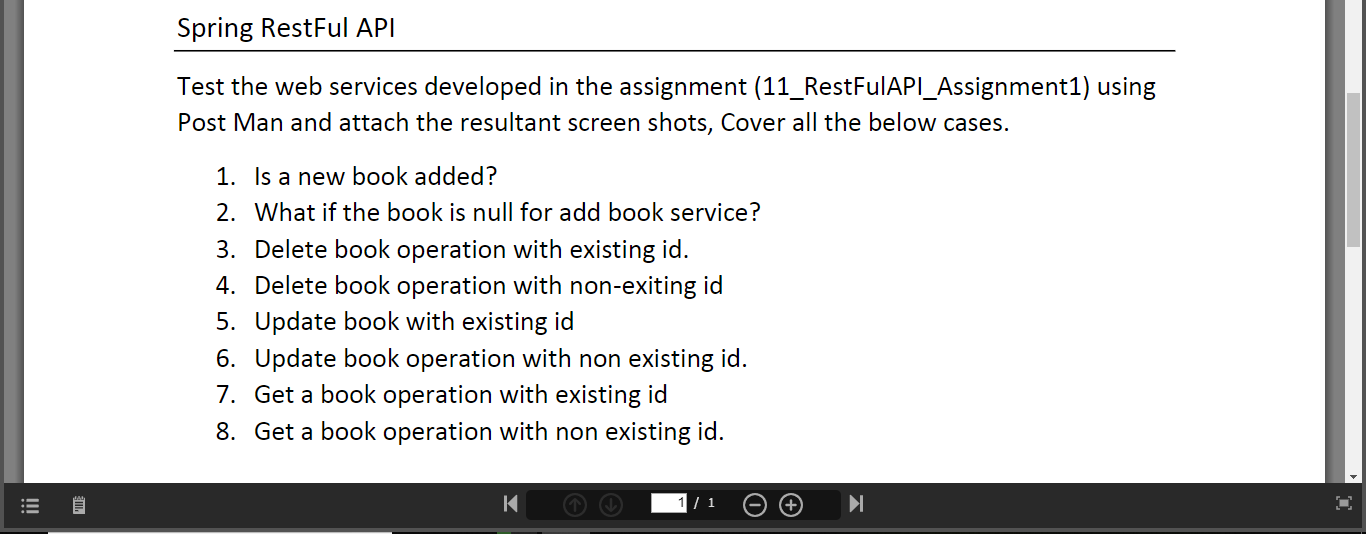 Spring RestFul API
Test the web services developed in the assignment (11_RestFulAPI_Assignment1) using
Post Man and attach the resultant screen shots, Cover all the below cases.
1. Is a new book added?
2. What if the book is null for add book service?
3. Delete book operation with existing id.
4. Delete book operation with non-exiting id
5. Update book with existing id
6. Update book operation with non existing id.
7. Get a book operation with existing id
8. Get a book operation with non existing id.
1 / 1